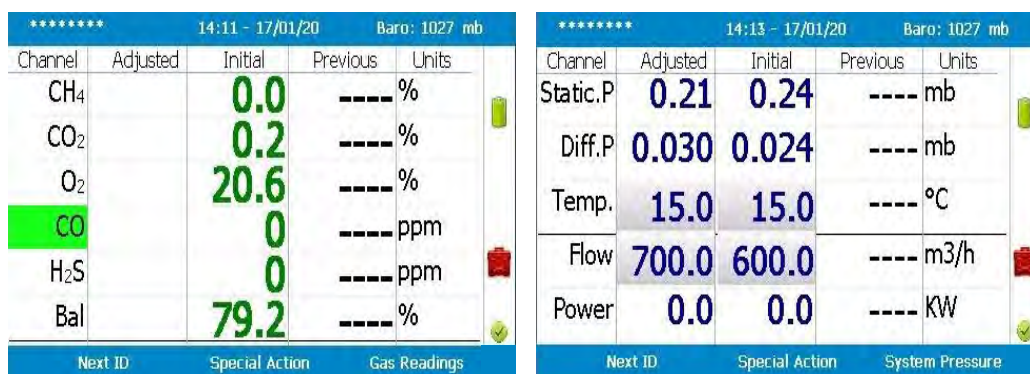 ******** 14:11 - 17/01/20 Baro: 1027 mb
Channel Adjusted Initial Previous Units
CH₄ 0.0 ---- %
CO₂ 0.2 ---- %
O₂ 20.6 ---- %
CO 0 ---- ppm
H₂S 0 ---- ppm
Bal 79.2 ---- %
Next ID Special Action Gas Readings
******** 14:13 - 17/01/20 Baro: 1027 mb
Channel Adjusted Initial Previous Units
Static.P 0.21 0.24 ---- mb
Diff.P 0.030 0.024 ---- mb
Temp. 15.0 15.0 ---- °C
Flow 700.0 600.0 ---- m3/h
Power 0.0 0.0 ---- KW
Next ID Special Action System Pressure